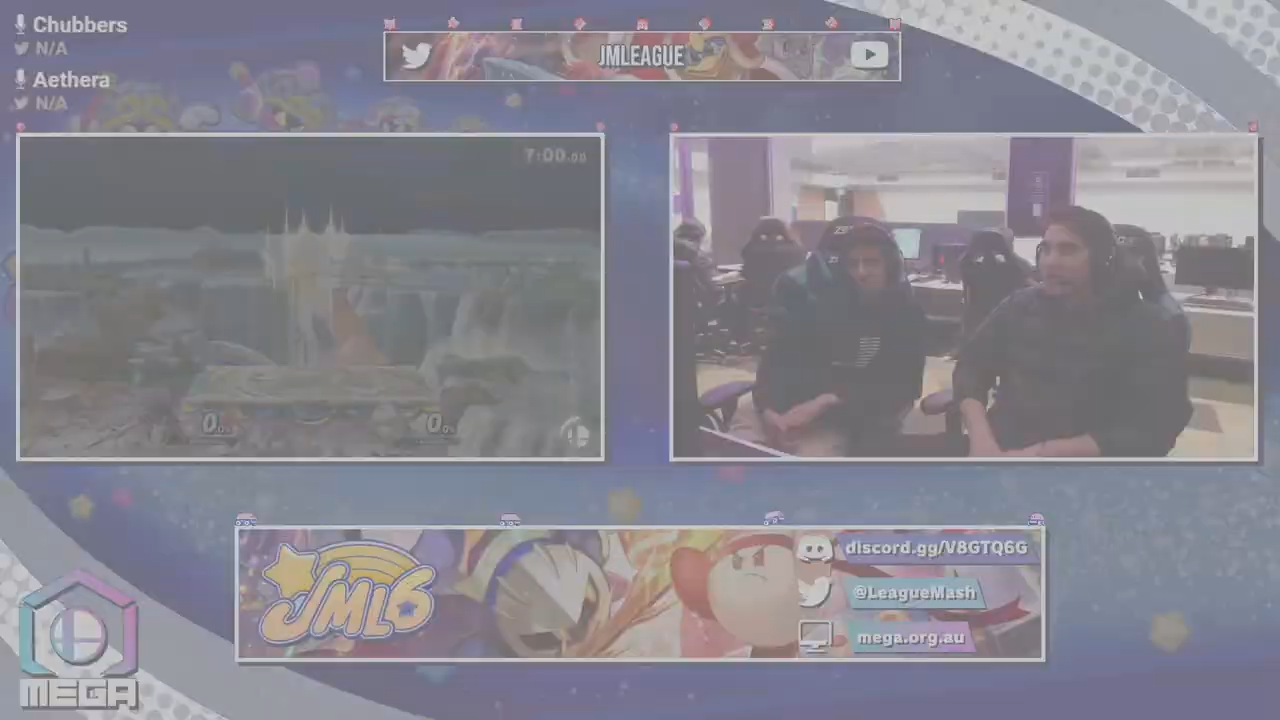 Chubbers
N/A
Aethera
N/A
JMLEAGUE
7:00.00
0.0%
0.0%
JML6
discord.gg/V8GTQ6G
@LeagueMash
mega.org.au
MEGA